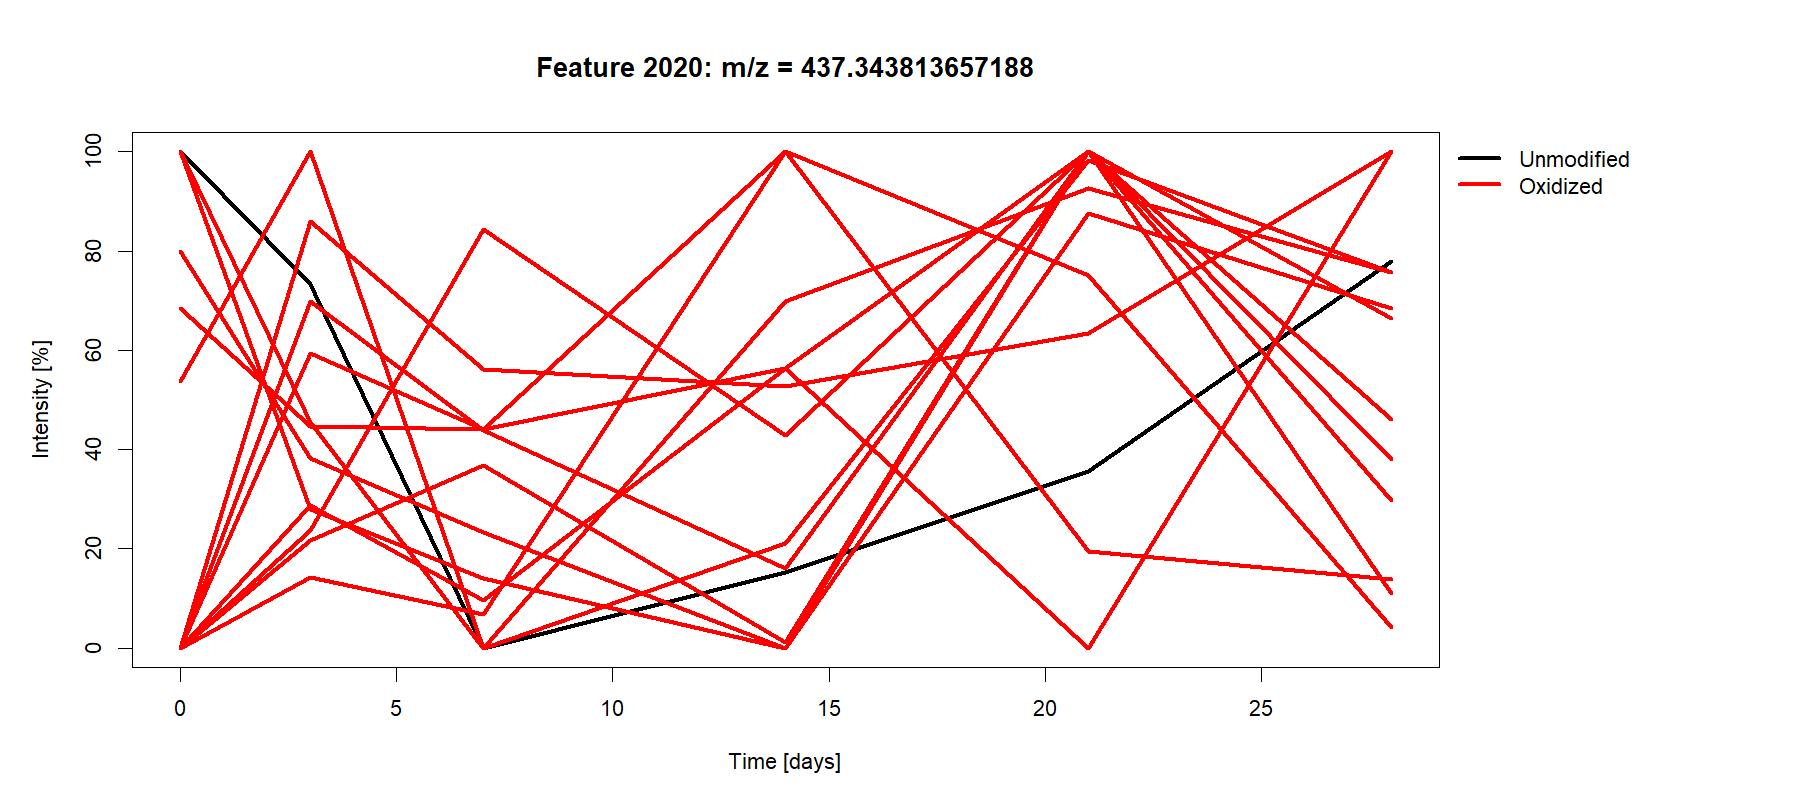 Feature 2020: m/z = 437.343813657188
Unmodified
Oxidized
Intensity [%]
100
80
60
40
20
0
0 5 10 15 20 25
Time [days]